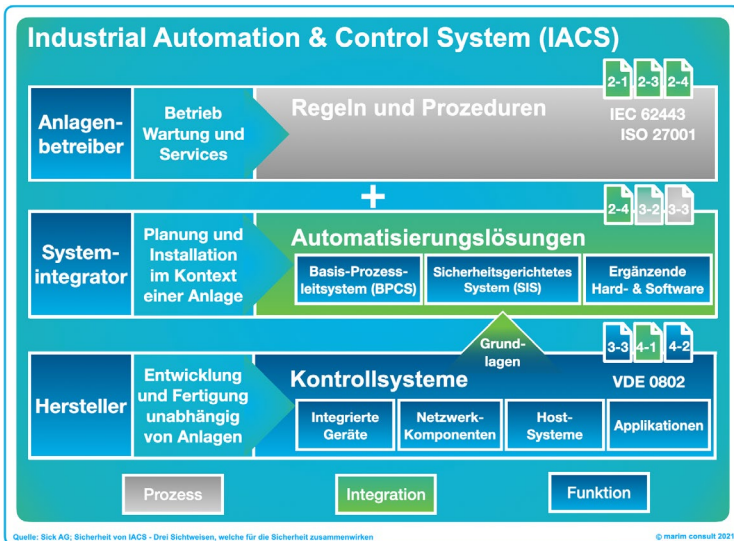 Industrial Automation & Control System (IACS)
2-1 2-3 2-4
Anlagen-
betreiber
Betrieb
Wartung und
Services
Regeln und Prozeduren
IEC 62443
ISO 27001
+
2-4 3-2 3-3
System-
integrator
Planung und
Installation
im Kontext
einer Anlage
Automatisierungslösungen
Basis-Prozess-
leitsystem (BPCS)
Sicherheitsgerichtetes
System (SIS)
Ergänzende
Hard- & Software
Grund-
lagen
3-3 4-1 4-2
Hersteller
Entwicklung
und Fertigung
unabhängig
von Anlagen
Kontrollsysteme
VDE 0802
Integrierte
Geräte
Netzwerk-
Komponenten
Host-
Systeme
Applikationen
Prozess
Integration
Funktion
Quelle: Sick AG; Sicherheit von IACS - Drei Sichtweisen, welche für die Sicherheit zusammenwirken
© marim consult 2021